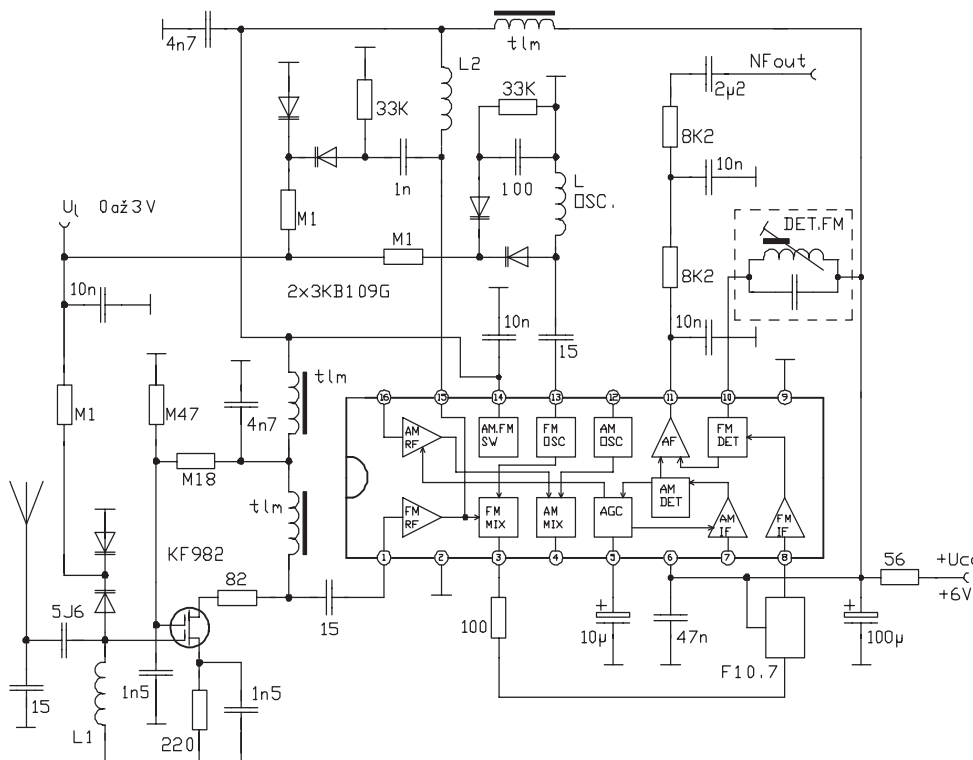 4n7
tlm
L2
33K
33K
NFout
2µ2
8K2
1n
100
L
OSC.
10n
Ul 0až3V
M1
M1
DET.FM
8K2
10n
2x3KB109G
10n
15
10n
tlm
M1
M47
4n7
M18
16
15
14
13
12
11
10
9
AM RF
AM.FM SW
FM OSC
AM OSC
AF
FM DET
tlm
FM RF
FM MIX
AM MIX
AGC
AM DET
AM IF
FM IF
1
2
3
4
5
6
7
8
KF982
82
15
5J6
56
+Ucc
+6V
100
+
10µ
47n
F10.7
+
100µ
15
L1
1n5
220
1n5